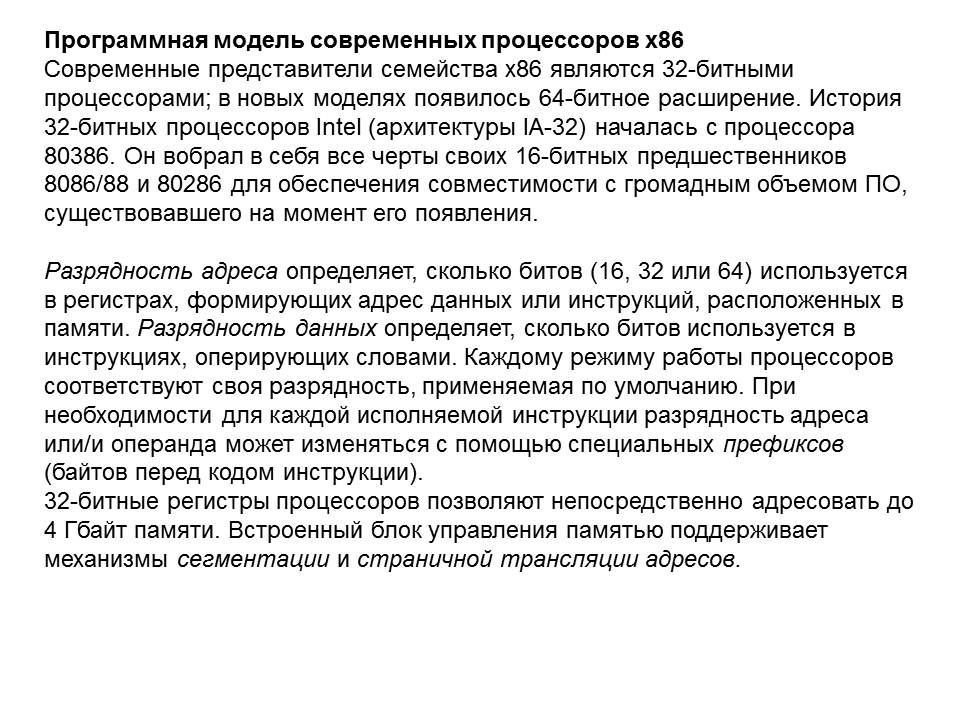 Программная модель современных процессоров x86
Современные представители семейства x86 являются 32-битными
процессорами; в новых моделях появилось 64-битное расширение. История
32-битных процессоров Intel (архитектуры IA-32) началась с процессора
80386. Он вобрал в себя все черты своих 16-битных предшественников
8086/88 и 80286 для обеспечения совместимости с громадным объемом ПО,
существовавшего на момент его появления.
Разрядность адреса определяет, сколько битов (16, 32 или 64) используется
в регистрах, формирующих адрес данных или инструкций, расположенных в
памяти. Разрядность данных определяет, сколько битов используется в
инструкциях, оперирующих словами. Каждому режиму работы процессоров
соответствуют своя разрядность, применяемая по умолчанию. При
необходимости для каждой исполняемой инструкции разрядность адреса
или/и операнда может изменяться с помощью специальных префиксов
(байтов перед кодом инструкции).
32-битные регистры процессоров позволяют непосредственно адресовать до
4 Гбайт памяти. Встроенный блок управления памятью поддерживает
механизмы сегментации и страничной трансляции адресов.